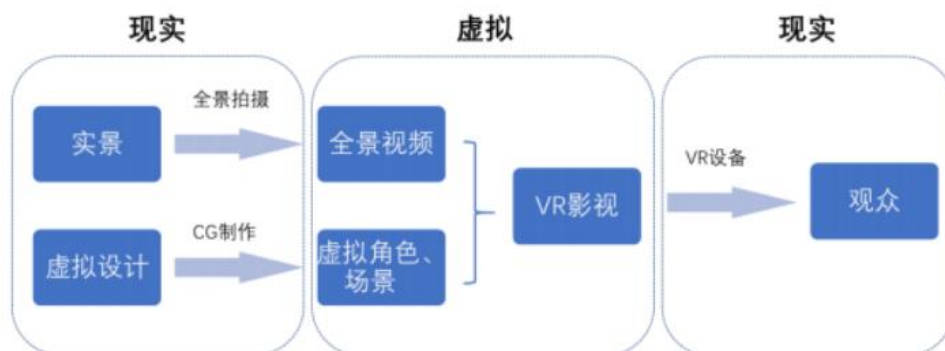 现实
虚拟
现实
全景拍摄
实景
全景视频
VR设备
VR影视
观众
CG制作
虚拟设计
虚拟角色、
场景